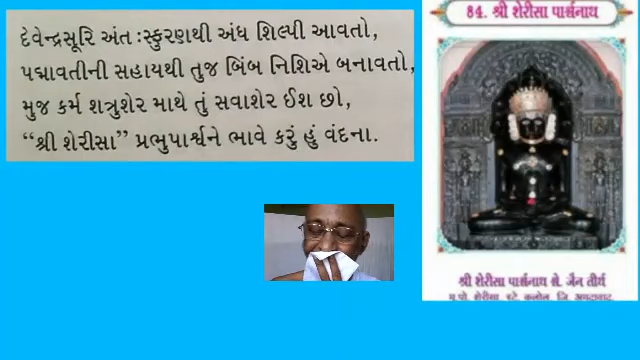 દેવેન્દ્રસૂરિ અંત:સ્ફુરણથી અંધ શિલ્પી આવતો,
પદ્માવતીની સહાયથી તુજ બિંબ નિશિએ બનાવતો,
મુજ કર્મ શત્રુશેર માથે તું સવાશેર ઈશ છો,
“શ્રી શેરીસા” પ્રભુપાર્શ્વને ભાવે કરું હું વંદના.
84. શ્રી શેરીસા પાર્શ્વનાથ
શ્રી શેરીસા પાર્શ્વનાથ શ્વે. જૈન તીર્થ
શેરીસા,